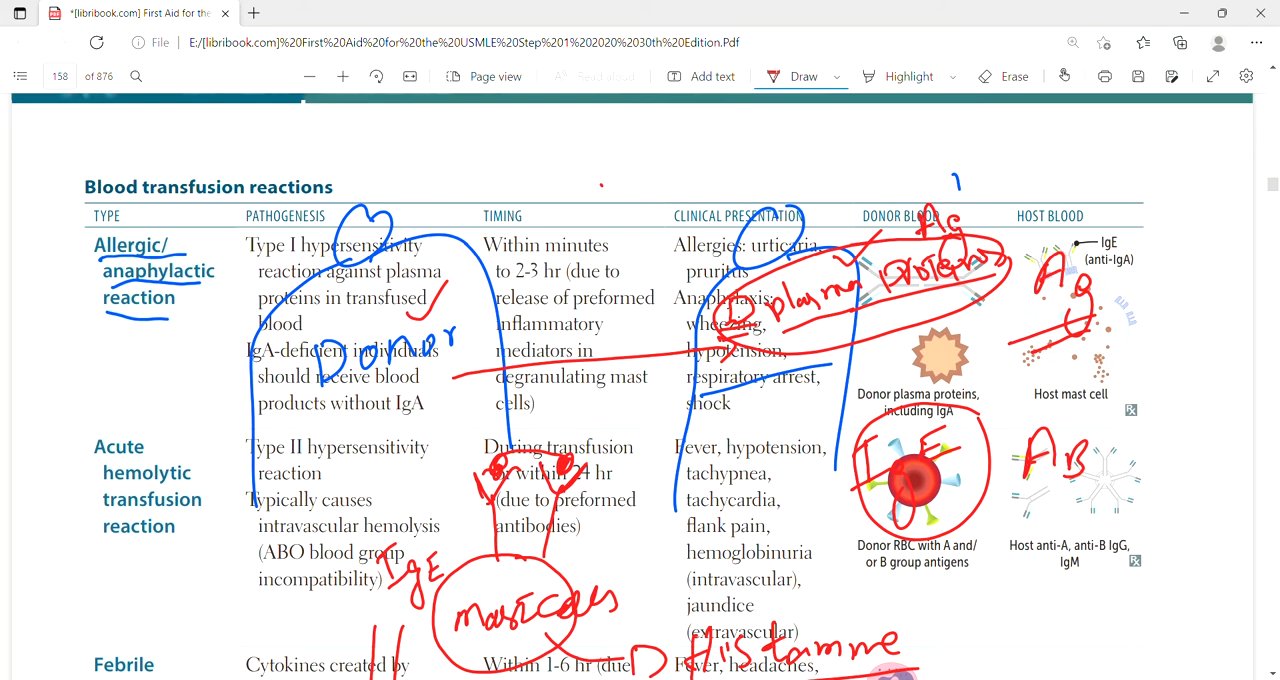 *[libribook.com] First Aid for the
File E:/[libribook.com]%20First%20Aid%20for%20the%20USMLE%20Step%201%202020%2030th%20Edition.Pdf
158 of 876 Page view Read aloud Add text Draw Highlight Erase
Blood transfusion reactions
TYPE PATHOGENESIS TIMING CLINICAL PRESENTATION DONOR BLOOD HOST BLOOD
Allergic/
anaphylactic
reaction
Type I hypersensitivity
reaction against plasma
proteins in transfused
blood
IgA-deficient individuals
should receive blood
products without IgA
Within minutes
to 2-3 hr (due to
release of preformed
inflammatory
mediators in
degranulating mast
cells)
Allergies: urticaria,
pruritus
Anaphylaxis:
wheezing,
hypotension,
respiratory arrest,
shock
Donor plasma proteins,
including IgA
IgE
(anti-IgA)
Host mast cell
Rx
Acute
hemolytic
transfusion
reaction
Type II hypersensitivity
reaction
Typically causes
intravascular hemolysis
(ABO blood group
incompatibility)
During transfusion
or within 24 hr
(due to preformed
antibodies)
Fever, hypotension,
tachypnea,
tachycardia,
flank pain,
hemoglobinuria
(intravascular),
jaundice
(extravascular)
Donor RBC with A and/
or B group antigens
Host anti-A, anti-B IgG,
IgM
Rx
Febrile
Cytokines created by
Within 1-6 hr (due
Fever, headaches,
Donor
Ag
plasma proteins
Ag
IgE
AB
IgE
mast cells
Histamine